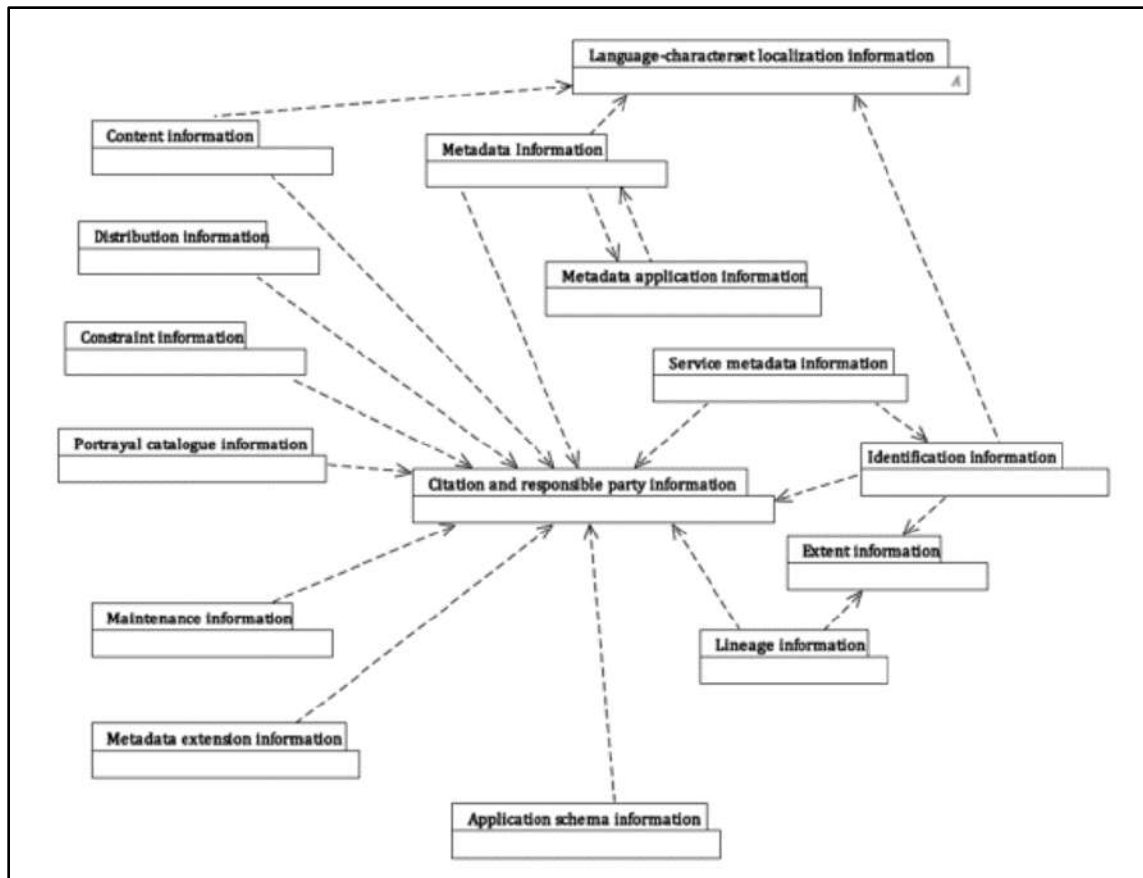 Language-characterset localization information
A
Content information
Metadata Information
Distribution information
Metadata application information
Constraint information
Service metadata information
Portrayal catalogue information
Identification information
Citation and responsible party information
Extent information
Maintenance information
Lineage information
Metadata extension information
Application schema information